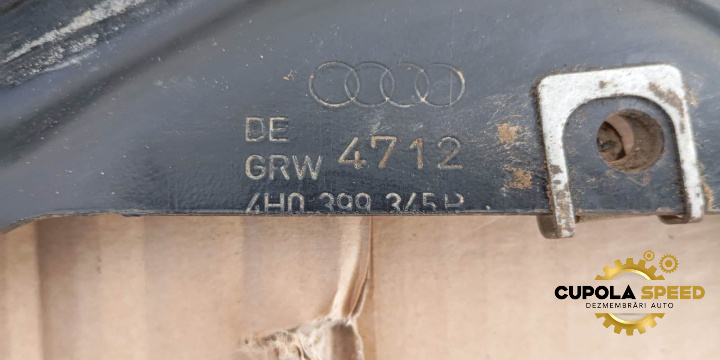 DE
GRW 4712
4H0 399 345
CUPOLA SPEED
DEZMEMBRĂRI AUTO